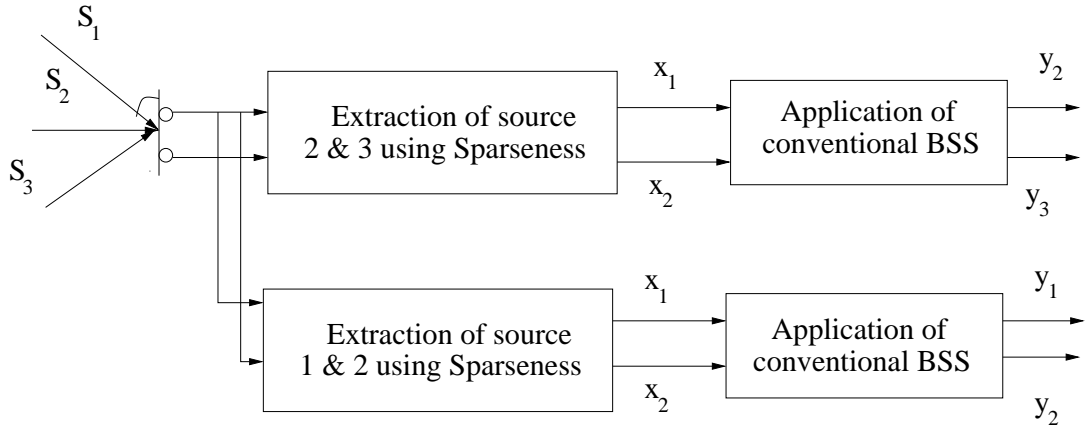 S1
S2
S3
Extraction of source
2 & 3 using Sparseness
x1
x2
Application of
conventional BSS
y2
y3
Extraction of source
1 & 2 using Sparseness
x1
x2
Application of
conventional BSS
y1
y2